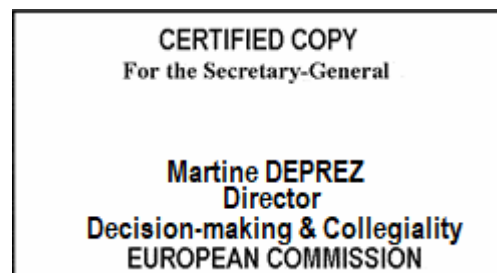 CERTIFIED COPY
For the Secretary-General
Martine DEPREZ
Director
Decision-making & Collegiality
EUROPEAN COMMISSION